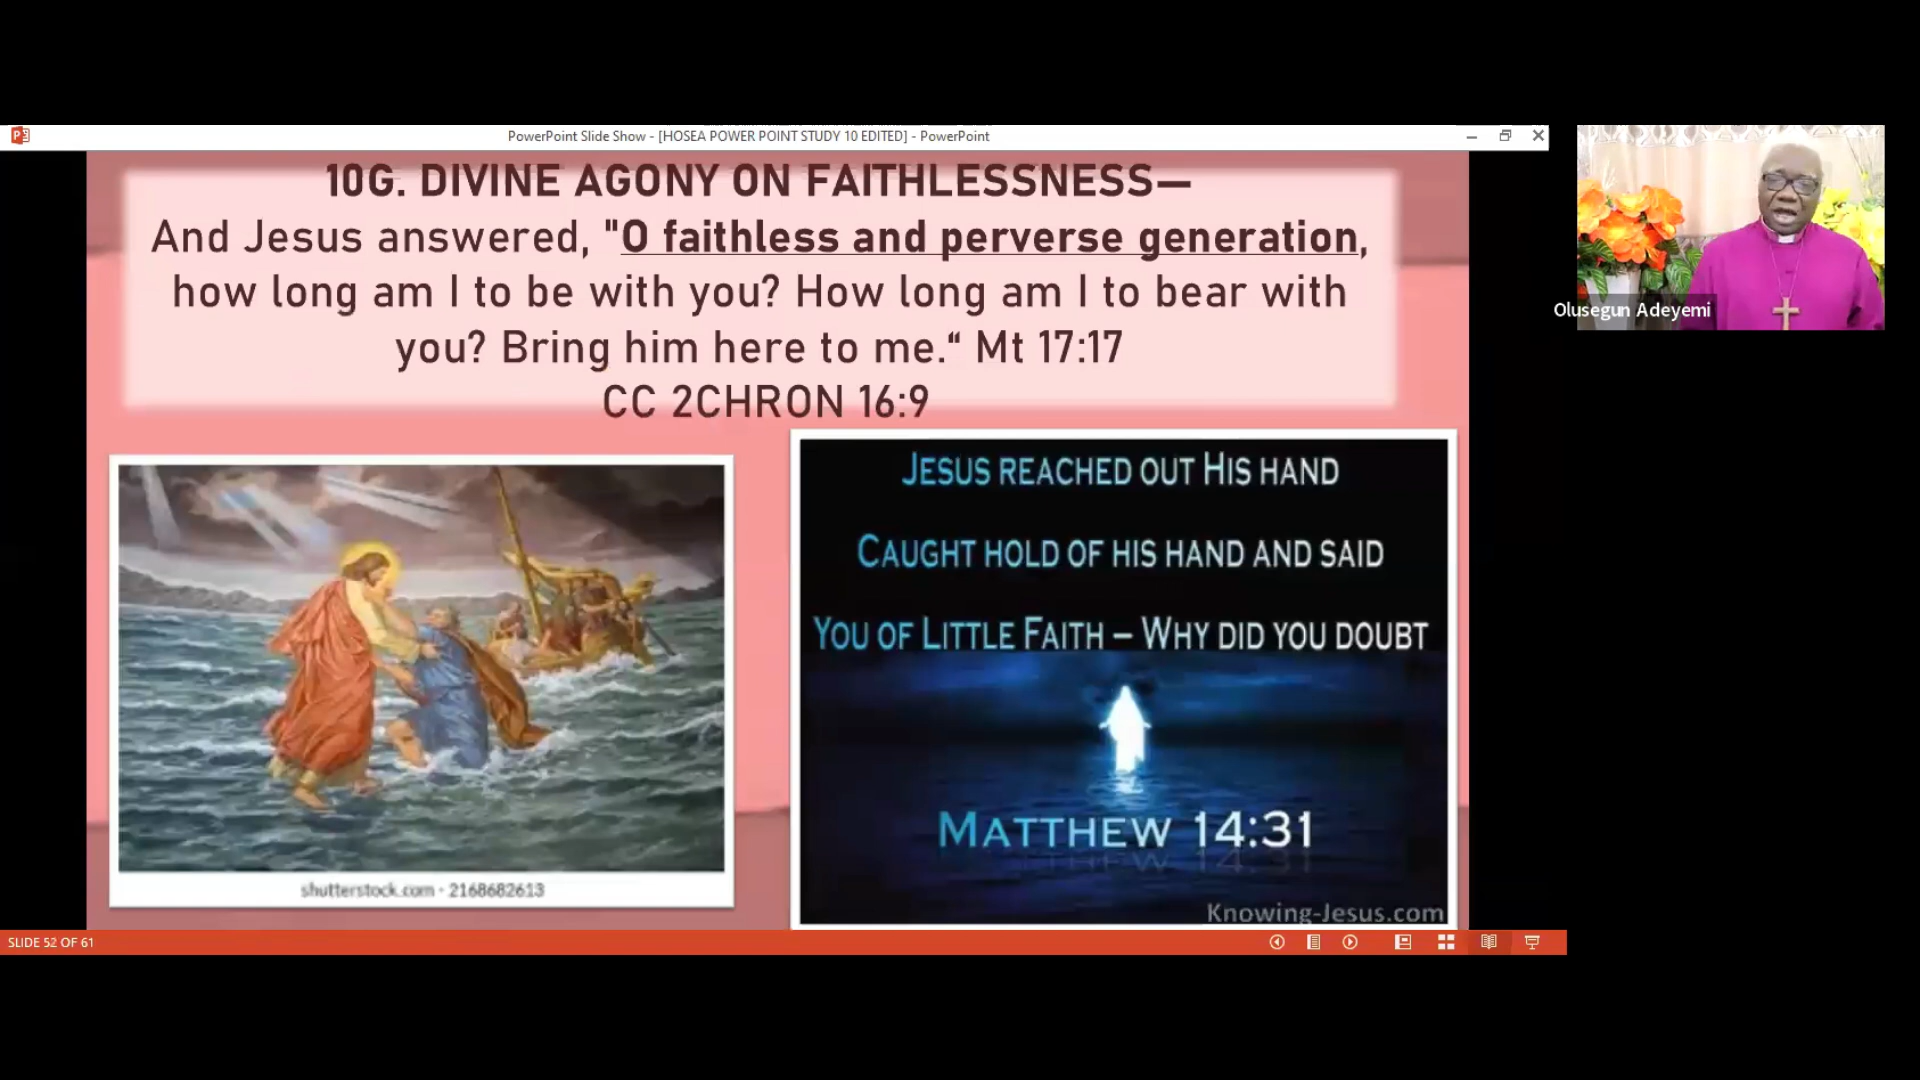 PowerPoint Slide Show - [HOSEA POWER POINT STUDY 10 EDITED] - PowerPoint
10G. DIVINE AGONY ON FAITHLESSNESS—
And Jesus answered, "O faithless and perverse generation,
how long am I to be with you? How long am I to bear with
you? Bring him here to me.“ Mt 17:17
CC 2CHRON 16:9
shutterstock.com · 2168682613
JESUS REACHED OUT HIS HAND
CAUGHT HOLD OF HIS HAND AND SAID
YOU OF LITTLE FAITH – WHY DID YOU DOUBT
MATTHEW 14:31
Knowing-Jesus.com
Olusegun Adeyemi
SLIDE 52 OF 61